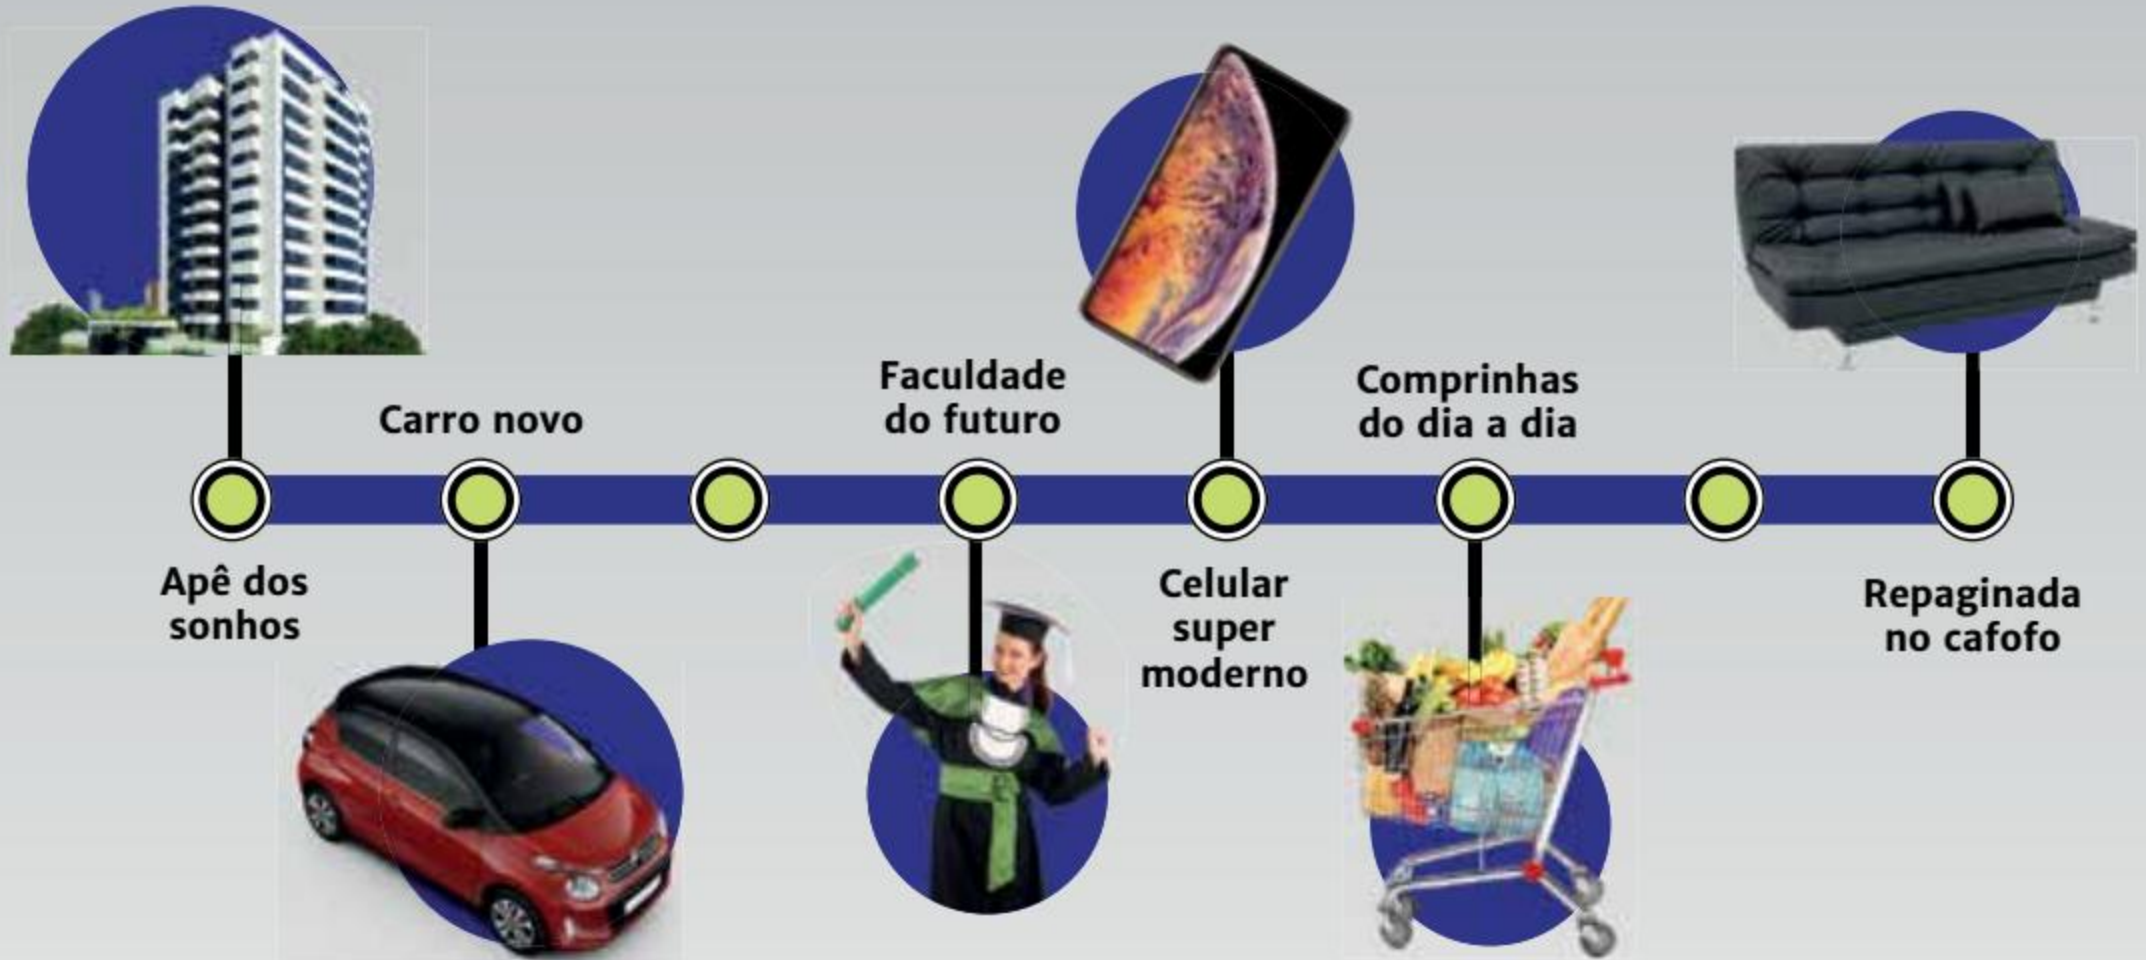 Apê dos
sonhos
Carro novo
Faculdade
do futuro
Celular
super
moderno
Comprinhas
do dia a dia
Repaginada
no cafofo